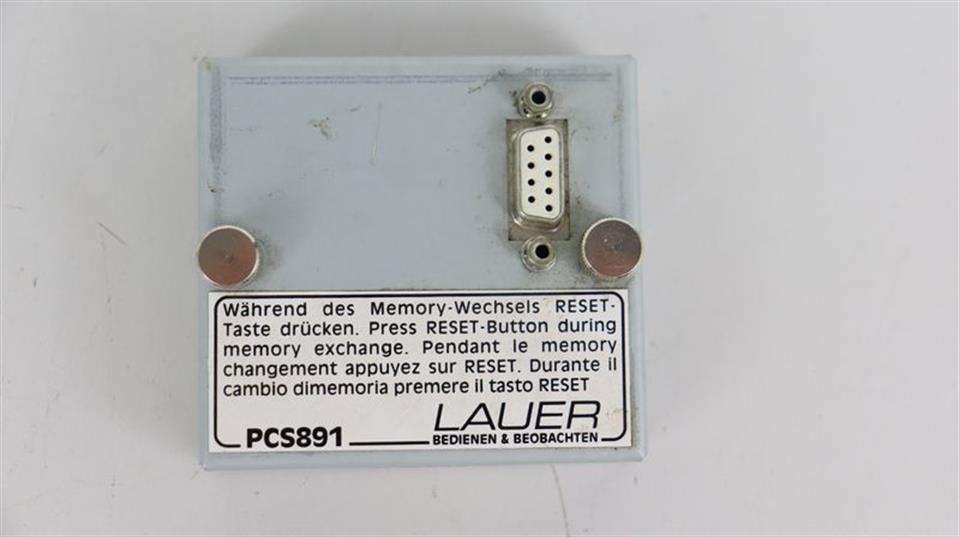 Während des Memory-Wechsels RESET-
Taste drücken. Press RESET-Button during
memory exchange. Pendant le memory
changement appuyez sur RESET. Durante il
cambio dimemoria premere il tasto RESET
LAUER
PCS891
BEDIENEN & BEOBACHTEN